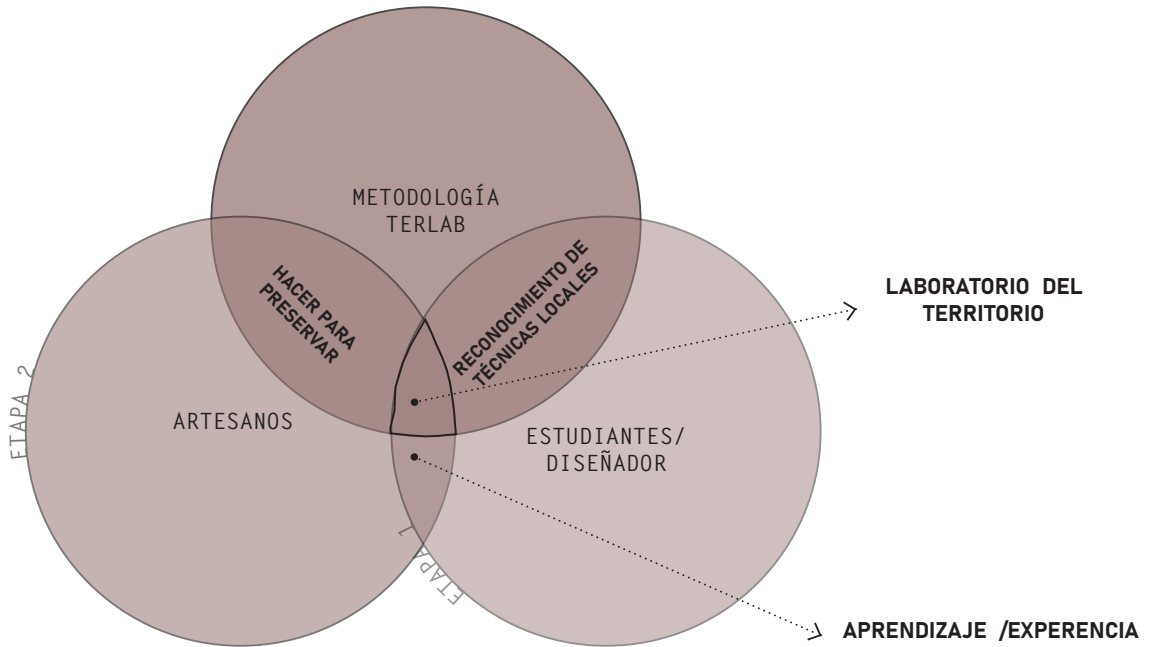 METODOLOGÍA
TERLAB
HACER PARA
PRESERVAR
RECONOCIMIENTO DE
TÉCNICAS LOCALES
LABORATORIO DEL
TERRITORIO
ETAPA 2
ARTESANOS
ESTUDIANTES/
DISEÑADOR
ETAPA 1
APRENDIZAJE /EXPERENCIA